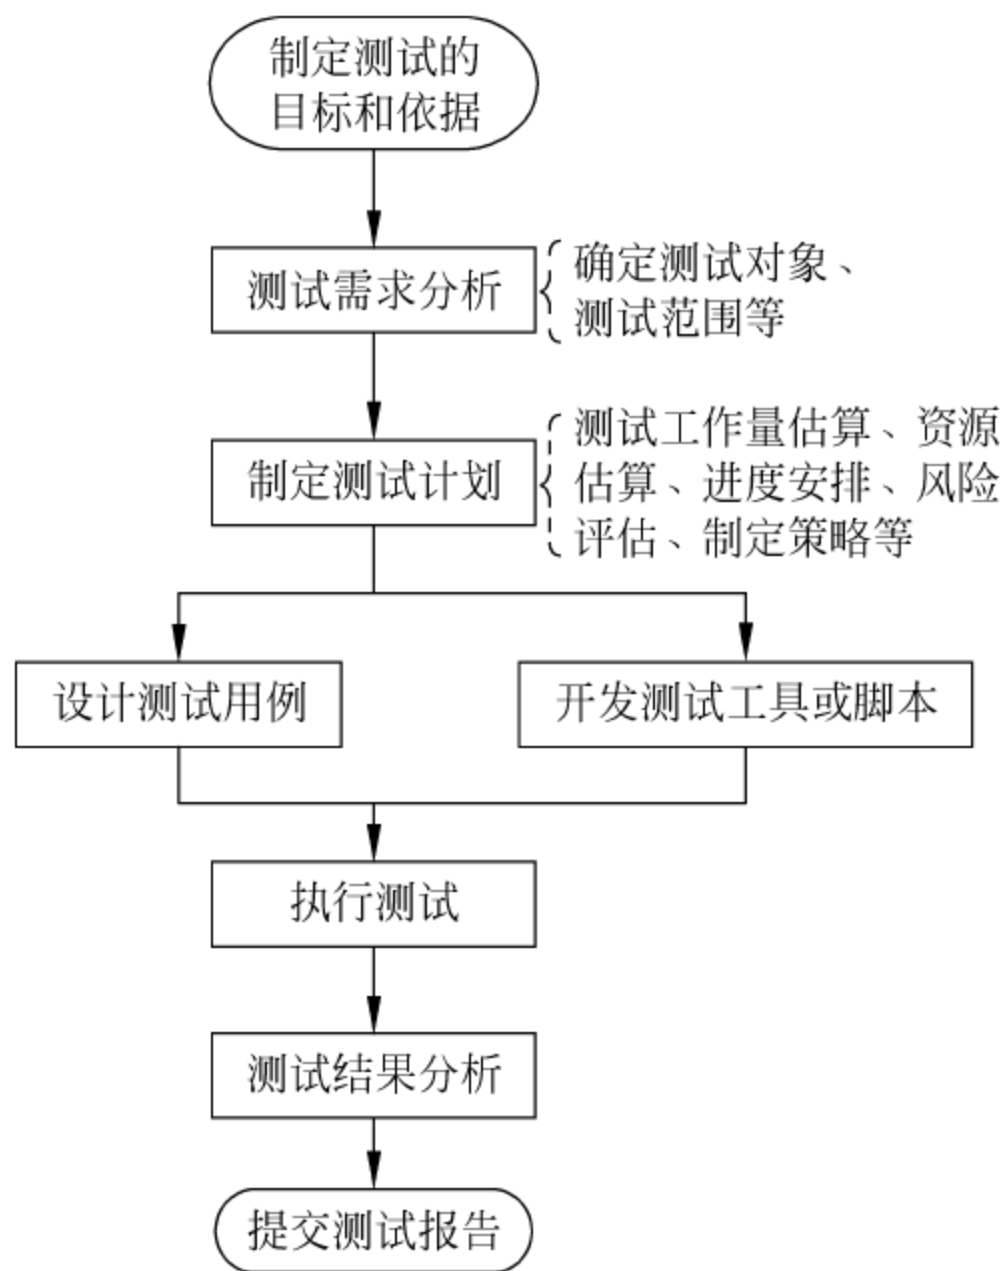 制定测试的
目标和依据
测试需求分析
确定测试对象、
测试范围等
制定测试计划
测试工作量估算、资源
估算、进度安排、风险
评估、制定策略等
设计测试用例
开发测试工具或脚本
执行测试
测试结果分析
提交测试报告